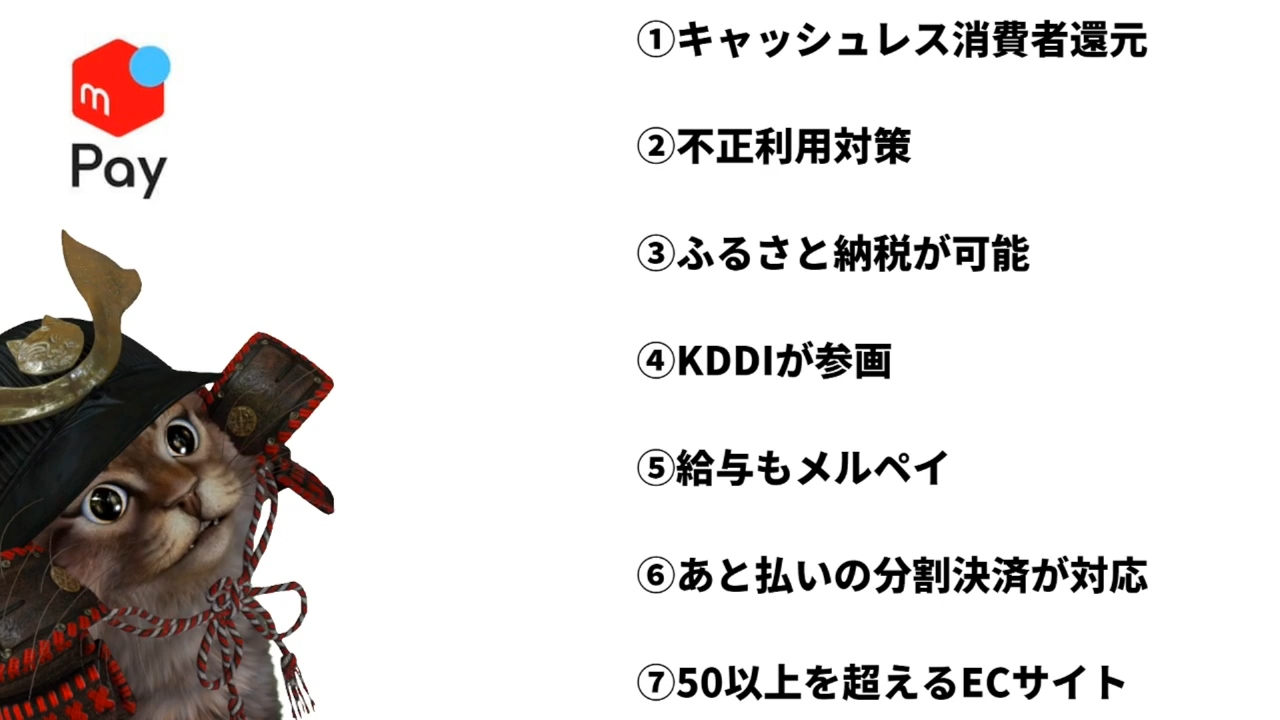 m
Pay
①キャッシュレス消費者還元
②不正利用対策
③ふるさと納税が可能
④KDDIが参画
⑤給与もメルペイ
⑥あと払いの分割決済が対応
⑦50以上を超えるECサイト